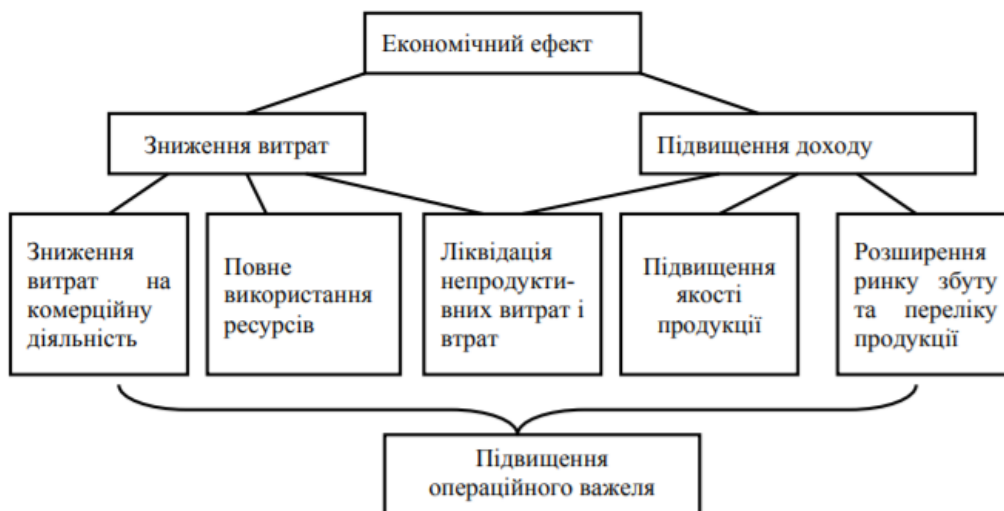 Економічний ефект
Зниження витрат
Підвищення доходу
Зниження
витрат на
комерційну
діяльність
Повне
використання
ресурсів
Ліквідація
непродукти-
вних витрат і
втрат
Підвищення
якості
продукції
Розширення
ринку збуту
та переліку
продукції
Підвищення
операційного важеля